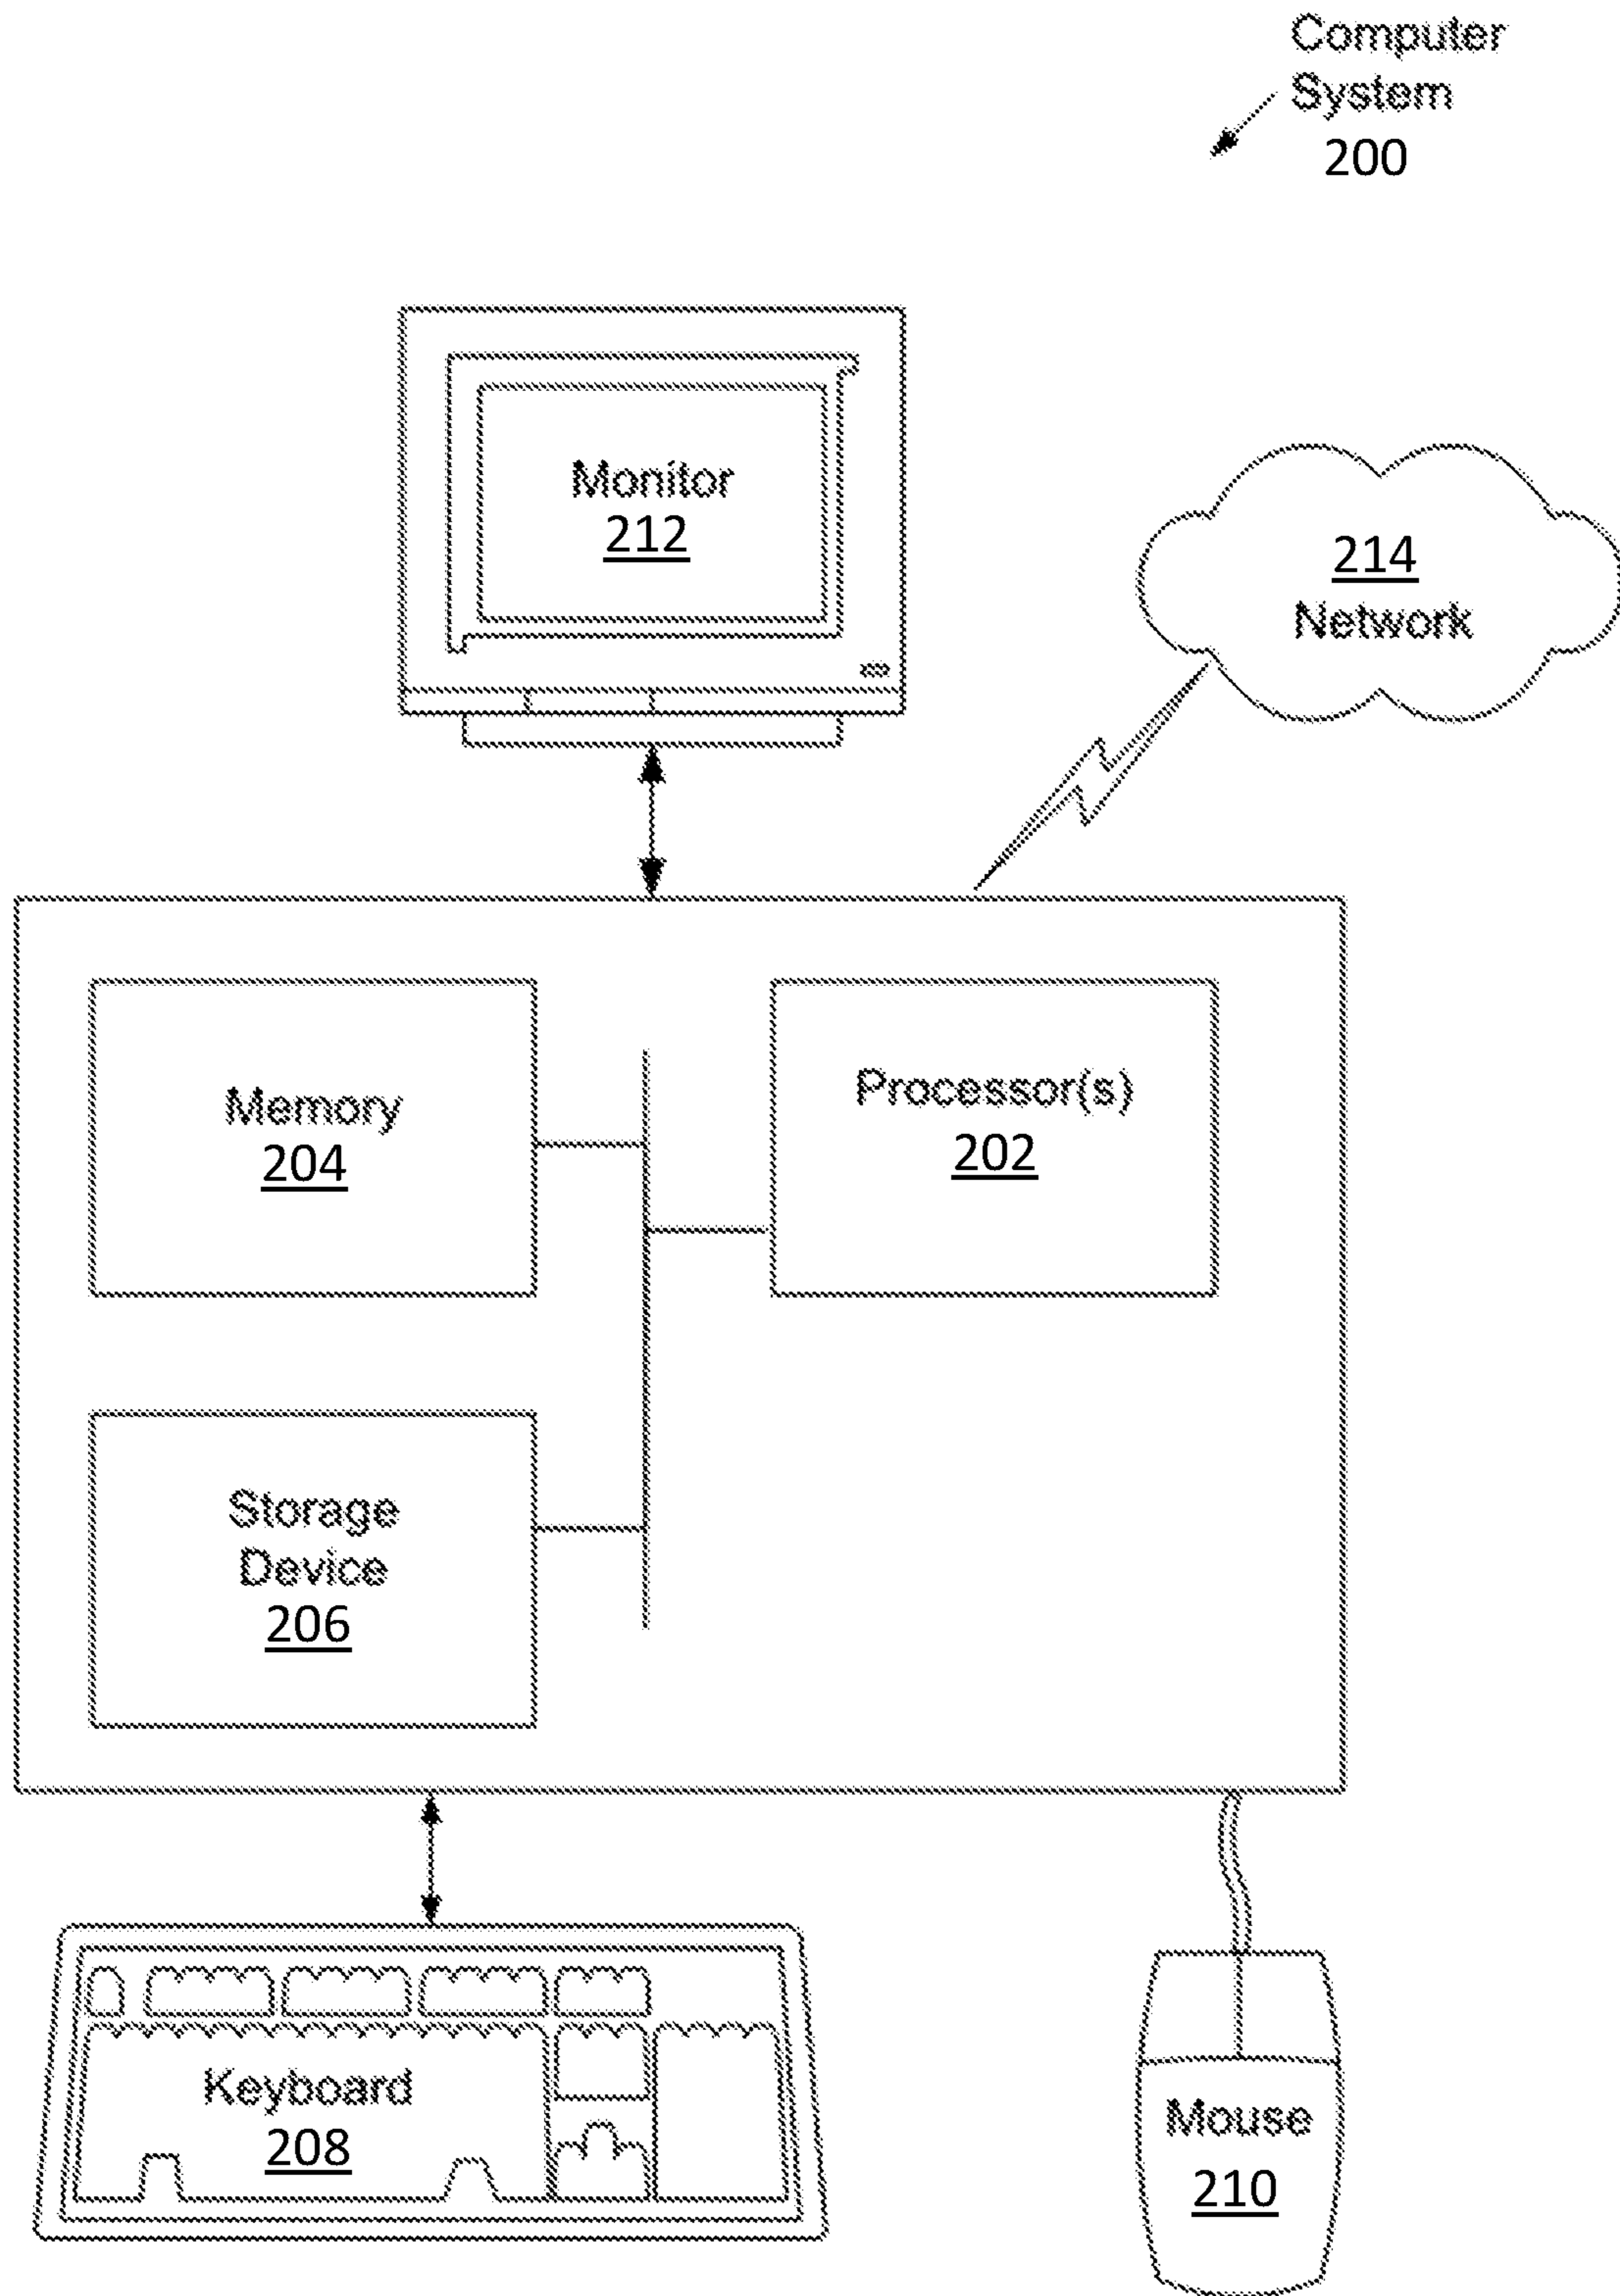 Computer
System
200
Monitor
212
214
Network
Memory
204
Processor(s)
202
Storage
Device
206
Keyboard
208
Mouse
210